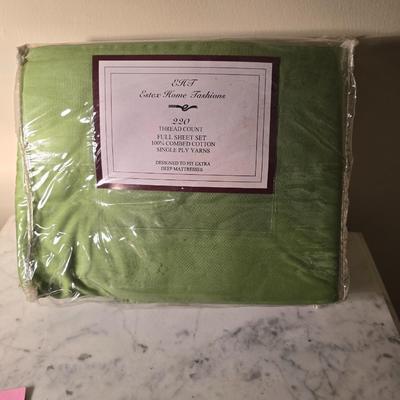 EHT
Estex Home Fashions
220
THREAD COUNT
FULL SHEET SET
100% COMBED COTTON
SINGLE PLY YARNS
DESIGNED TO FIT EXTRA
DEEP MATTRESSES